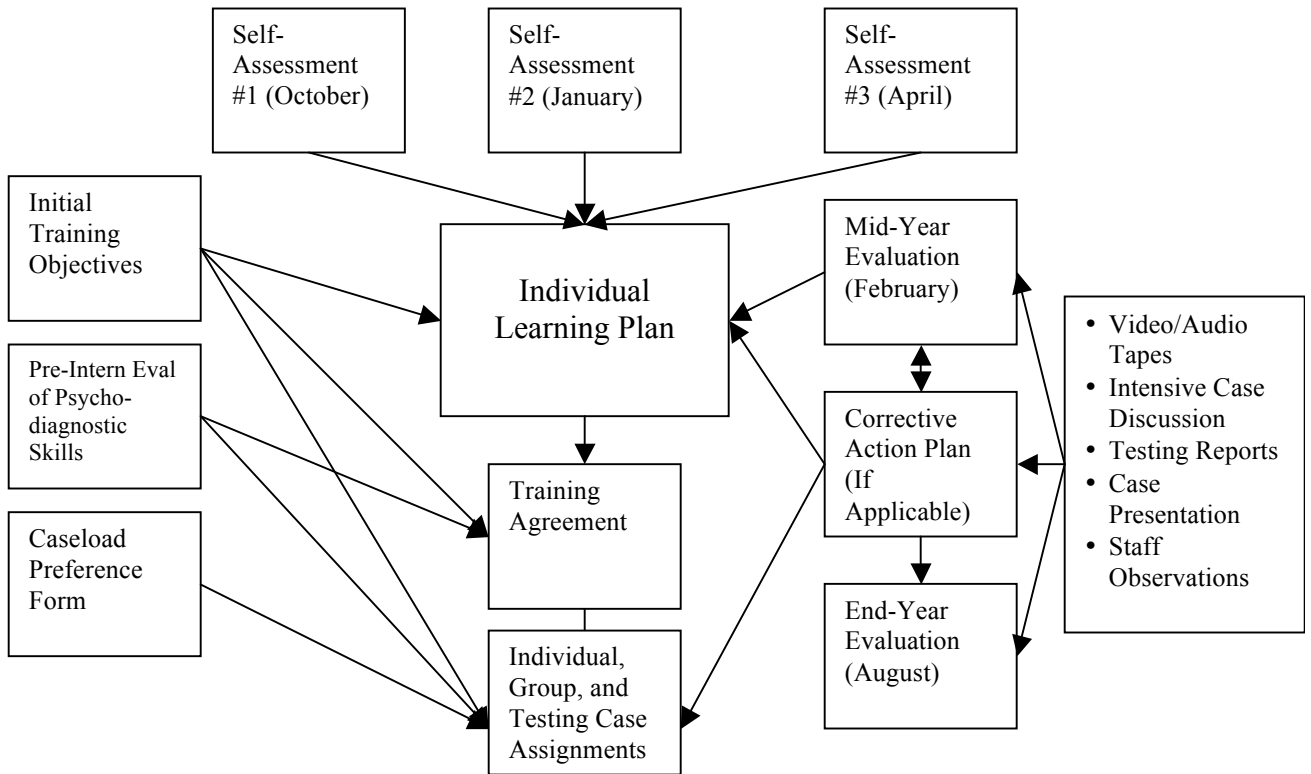 Self-
Assessment
#1 (October)
Self-
Assessment
#2 (January)
Self-
Assessment
#3 (April)
Initial
Training
Objectives
Individual
Learning Plan
Mid-Year
Evaluation
(February)
• Video/Audio
Tapes
• Intensive Case
Discussion
• Testing Reports
• Case
Presentation
• Staff
Observations
Pre-Intern Eval
of Psycho-
diagnostic
Skills
Corrective
Action Plan
(If
Applicable)
Training
Agreement
Caseload
Preference
Form
End-Year
Evaluation
(August)
Individual,
Group, and
Testing Case
Assignments